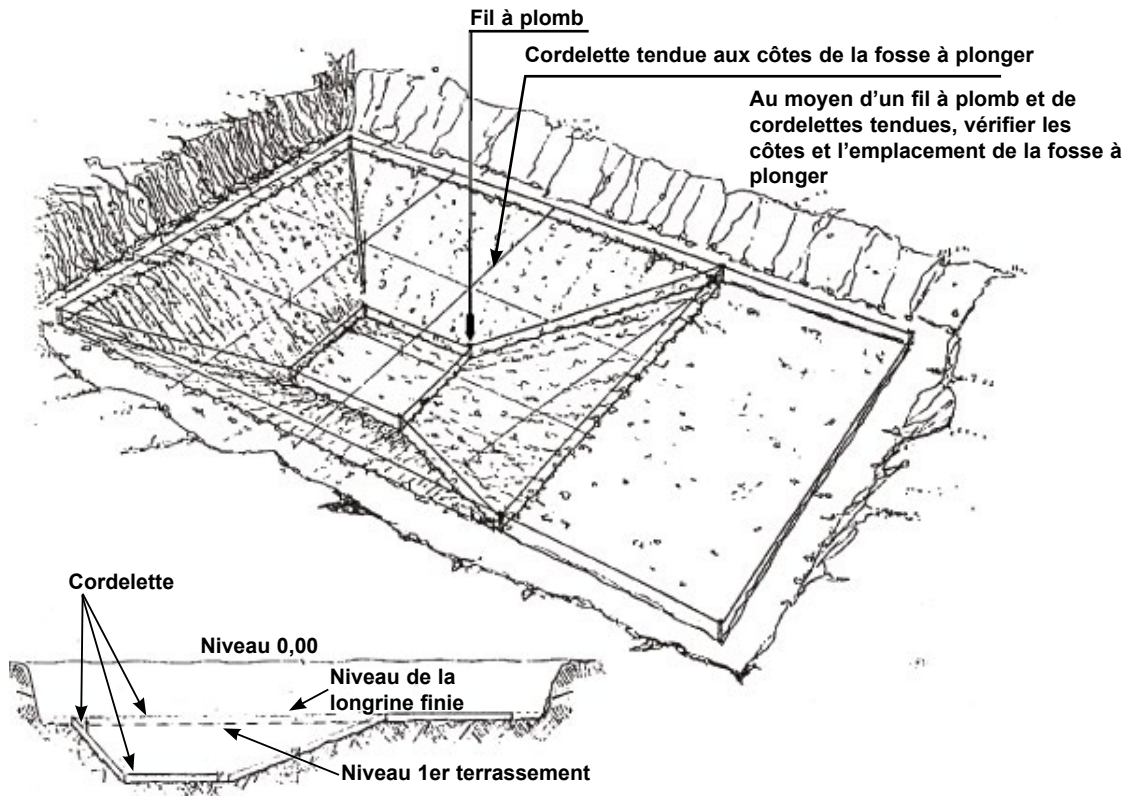 Fil à plomb
Cordelette tendue aux côtes de la fosse à plonger
Au moyen d'un fil à plomb et de
cordelettes tendues, vérifier les
côtes et l'emplacement de la fosse à
plonger
Cordelette
Niveau 0,00
Niveau de la
longrine finie
Niveau 1er terrassement